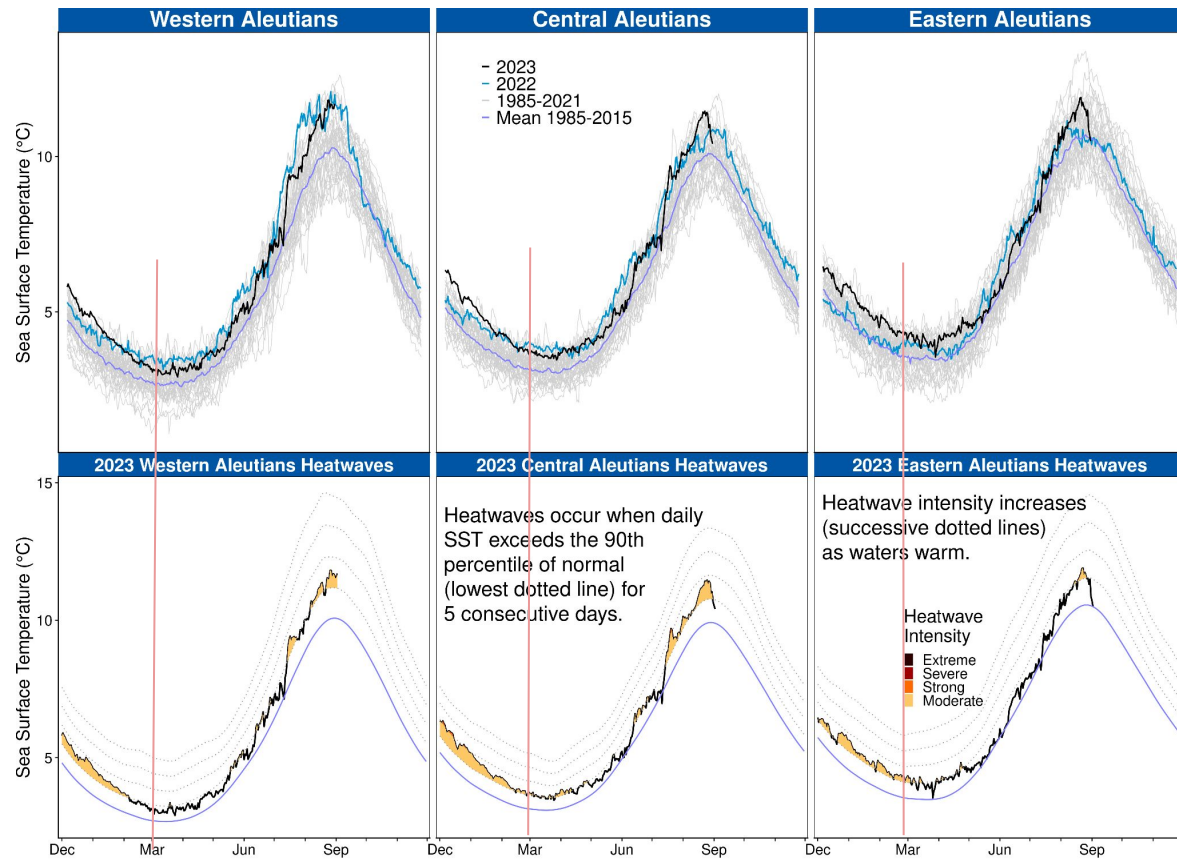 Western Aleutians
Central Aleutians
Eastern Aleutians
2023
2022
1985-2021
Mean 1985-2015
Sea Surface Temperature (°C)
10
5
2023 Western Aleutians Heatwaves
2023 Central Aleutians Heatwaves
2023 Eastern Aleutians Heatwaves
Heatwaves occur when daily
SST exceeds the 90th
percentile of normal
(lowest dotted line) for
5 consecutive days.
Heatwave intensity increases
(successive dotted lines)
as waters warm.
Heatwave
Intensity
Extreme
Severe
Strong
Moderate
Sea Surface Temperature (°C)
15
10
5
Dec Mar Jun Sep
Dec Mar Jun Sep
Dec Mar Jun Sep